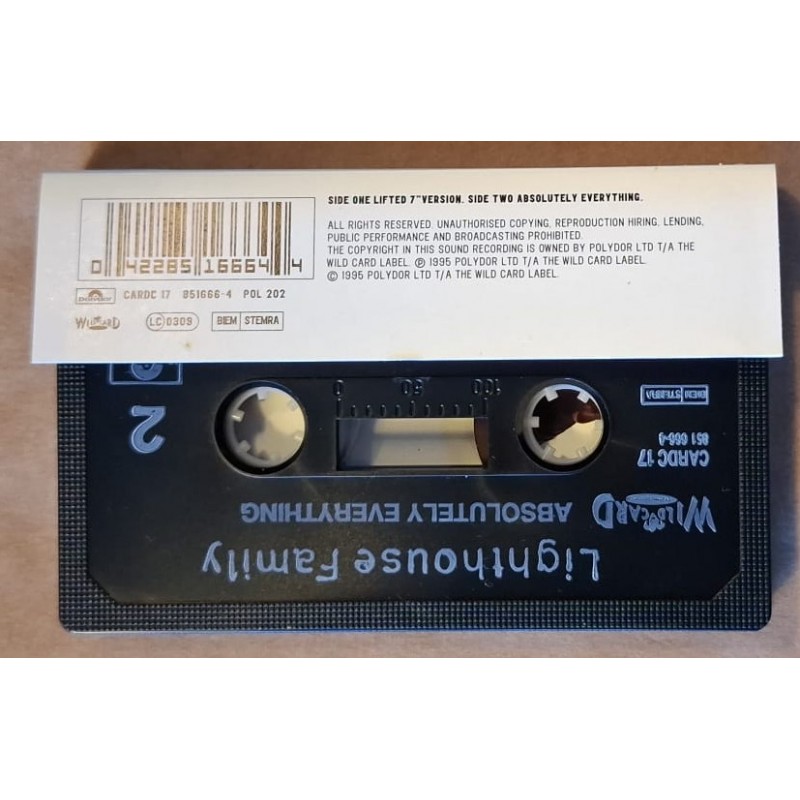 SIDE ONE LIFTED 7" VERSION. SIDE TWO ABSOLUTELY EVERYTHING.
ALL RIGHTS RESERVED. UNAUTHORISED COPYING, REPRODUCTION HIRING, LENDING,
PUBLIC PERFORMANCE AND BROADCASTING PROHIBITED.
THE COPYRIGHT IN THIS SOUND RECORDING IS OWNED BY POLYDOR LTD T/A THE
WILD CARD LABEL. ℗ 1995 POLYDOR LTD T/A THE WILD CARD LABEL.
© 1995 POLYDOR LTD T/A THE WILD CARD LABEL.
0 42285 16664 4
POLYDOR CARDC 17 851666-4 POL 202
WILDCARD LC 0309 BIEM STEMRA
Lighthouse Family
WILDCARD ABSOLUTELY EVERYTHING
CARDC 17
851 666-4
BIEM STEMRA
100 50 0
2